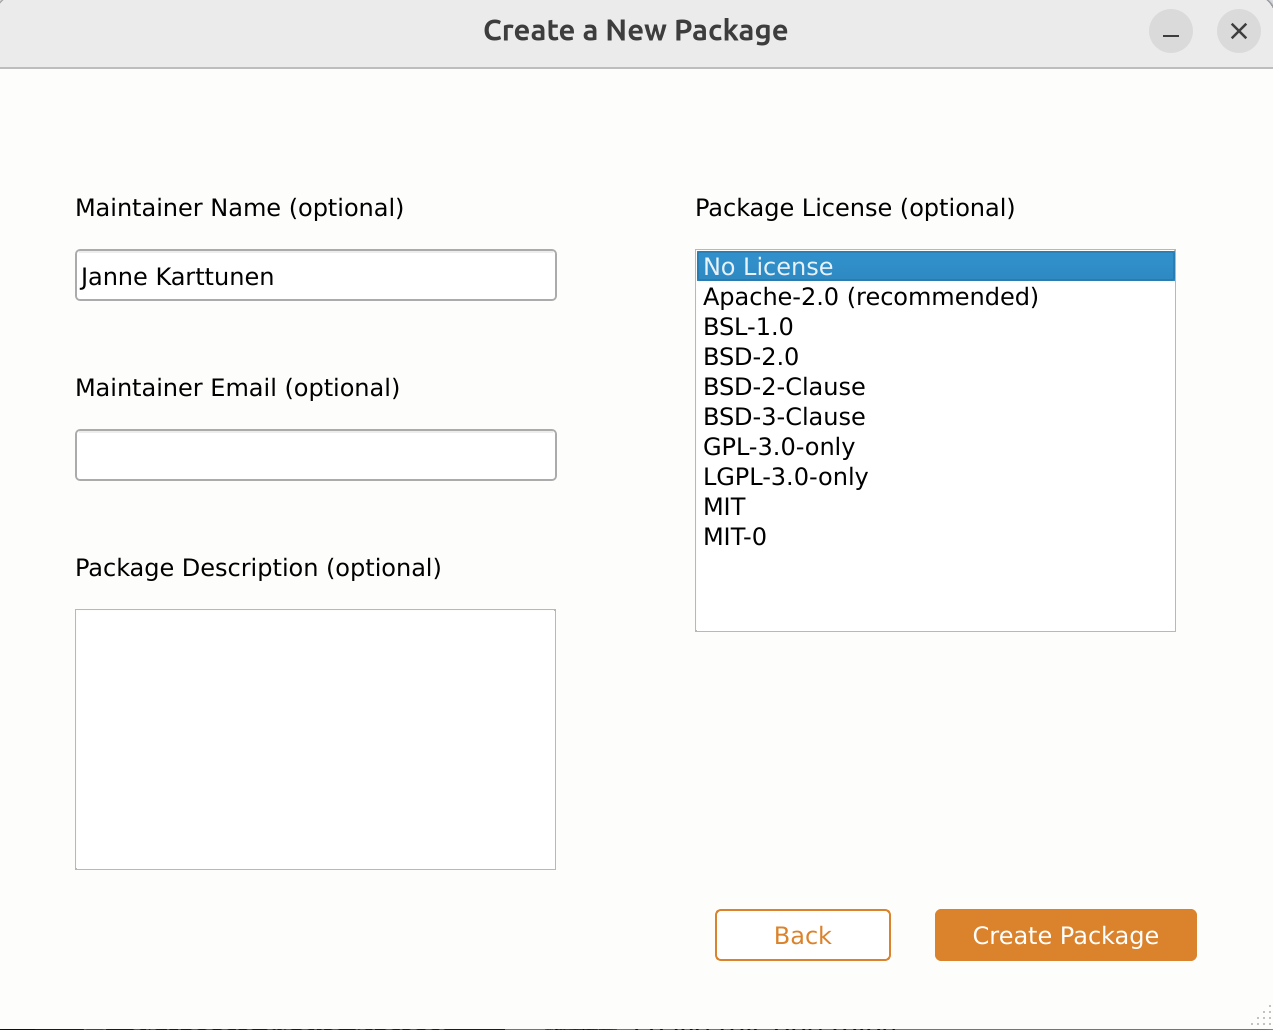 Create a New Package
Maintainer Name (optional)
Janne Karttunen
Maintainer Email (optional)
Package Description (optional)
Package License (optional)
No License
Apache-2.0 (recommended)
BSL-1.0
BSD-2.0
BSD-2-Clause
BSD-3-Clause
GPL-3.0-only
LGPL-3.0-only
MIT
MIT-0
Back
Create Package